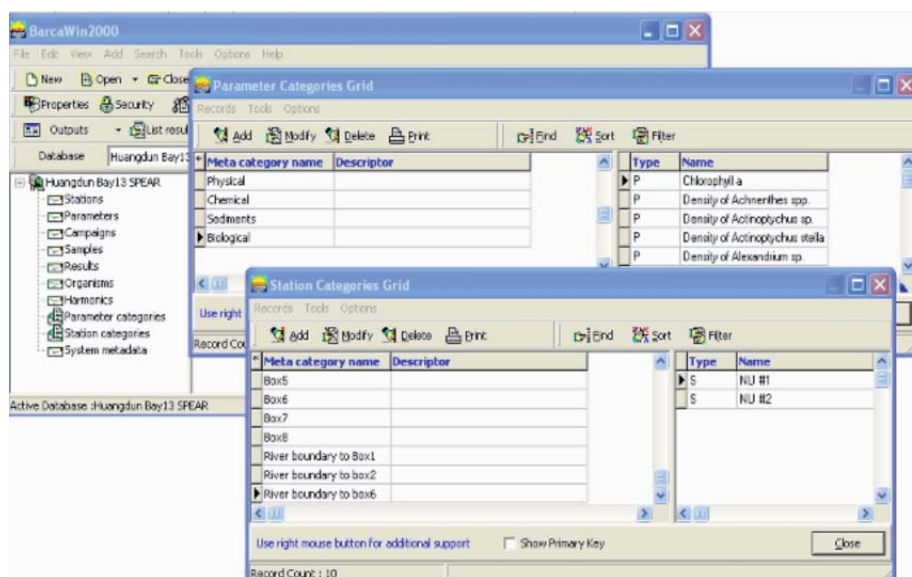 BarcaWin2000
File Edit View Add Search Tools Options Help
New Open Close
Properties Security
Outputs List resul
Database Huangdun Bay13
Huangdun Bay13 SPEAR
Stations
Parameters
Campaigns
Samples
Results
Organisms
Harmonics
Parameter categories
Station categories
System metadata
Active Database :Huangdun Bay13 SPEAR
Parameter Categories Grid
Records Tools Options
Add Modify Delete Print Find Sort Filter
* Meta category name Descriptor
Physical
Chemical
Sediments
Biological
Type Name
P Chlorophyll a
P Density of Achnenthes spp.
P Density of Actinoptychus sp.
P Density of Actinoptychus stella
P Density of Alexandrium sp.
Use right
Record Cou
Station Categories Grid
Records Tools Options
Add Modify Delete Print Find Sort Filter
* Meta category name Descriptor
Box5
Box6
Box7
Box8
River boundary to Box1
River boundary to box2
River boundary to box6
Type Name
S NU #1
S NU #2
Use right mouse button for additional support Show Primary Key Close
Record Count : 10